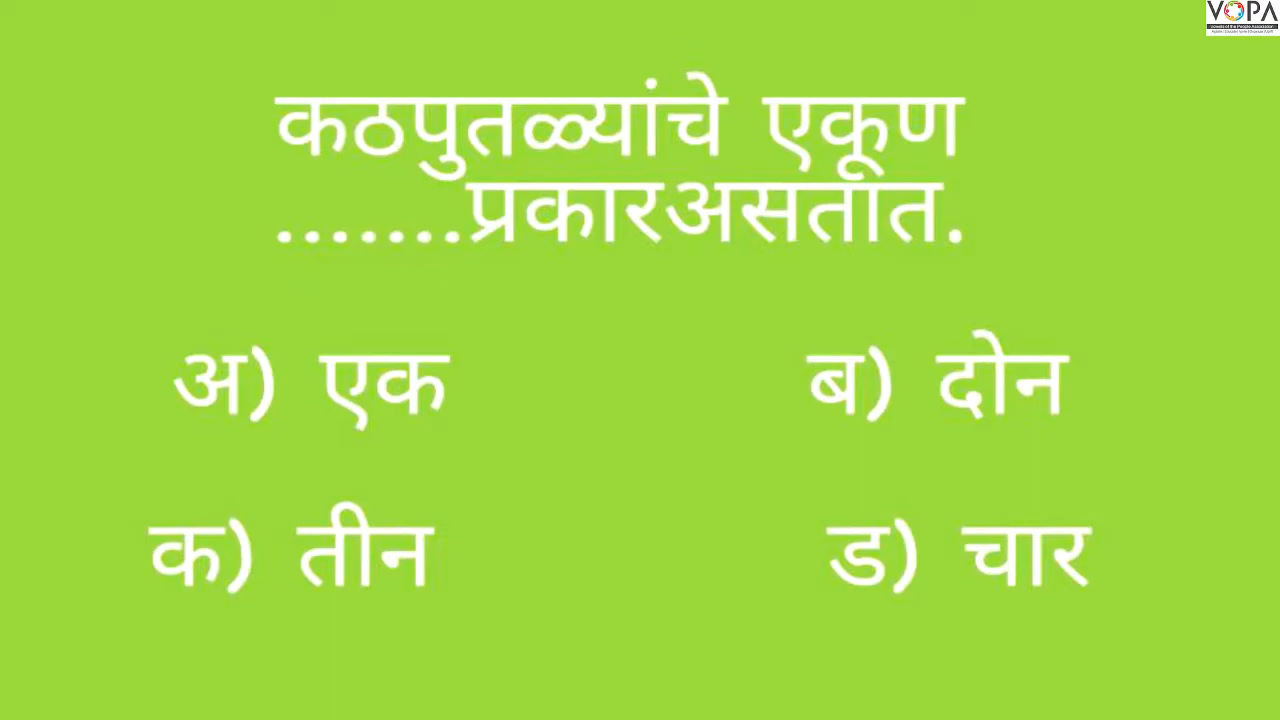 VOPA
कठपुतळ्यांचे एकूण
.......प्रकारअसतात.
अ) एक
ब) दोन
क) तीन
ड) चार